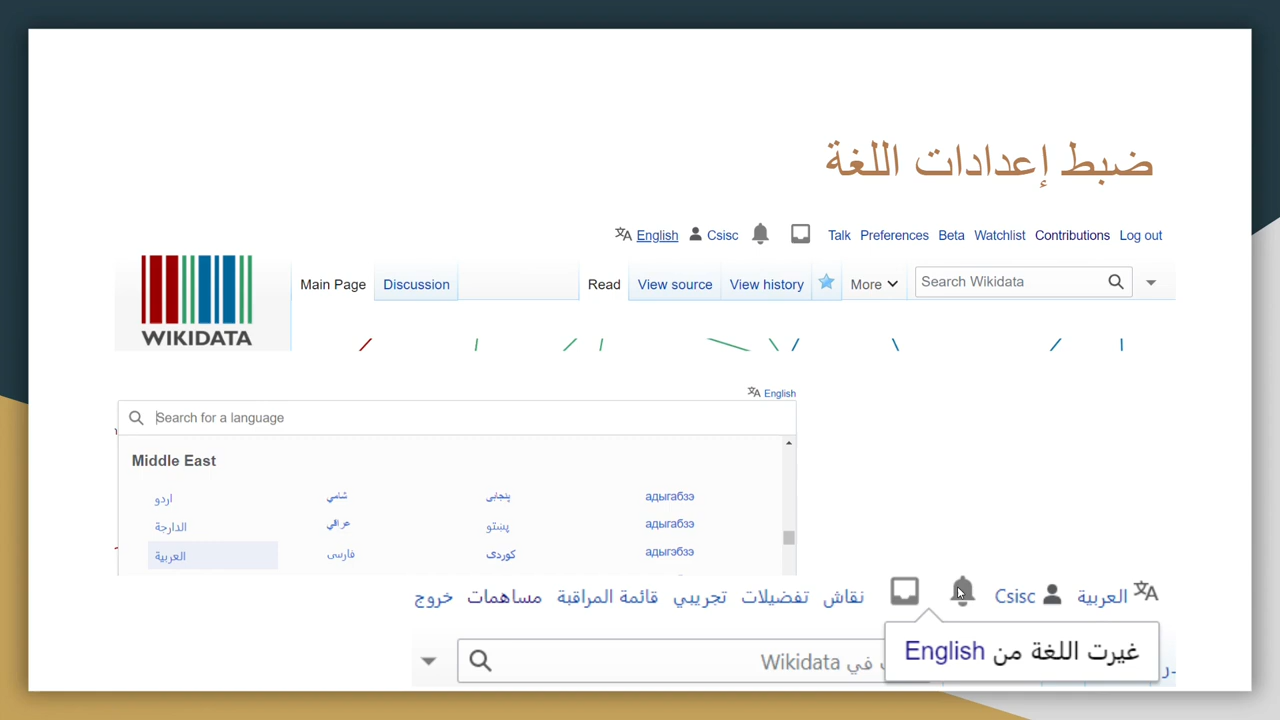 ضبط إعدادات اللغة
English Csisc Talk Preferences Beta Watchlist Contributions Log out
WIKIDATA
Main Page Discussion Read View source View history More Search Wikidata
English
Search for a language
Middle East
اردو شامي پنجابی адыгабзэ
الدارجة عراقي پښتو адыгабзэ
العربية فارسی کوردی адыгэбзэ
العربية Csisc نقاش تفضيلات تجريبي قائمة المراقبة مساهمات خروج
غيرت اللغة من English
في Wikidata